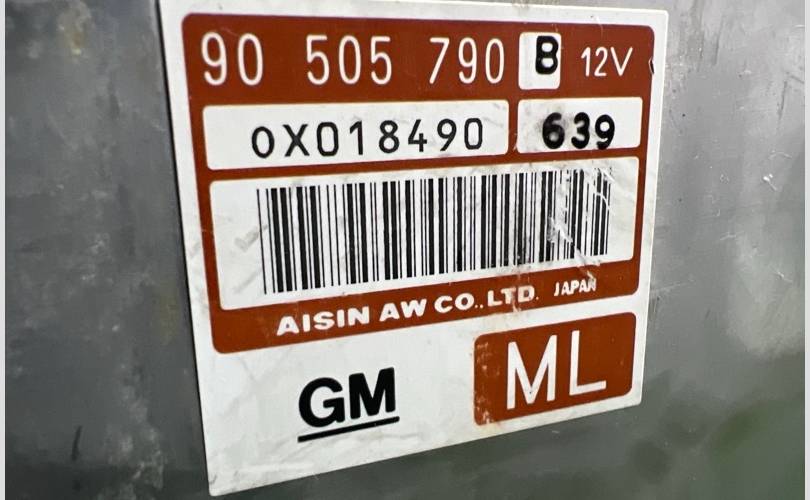 90 505 790 B 12V
0X018490 639
AISIN AW CO.,LTD. JAPAN
GM ML